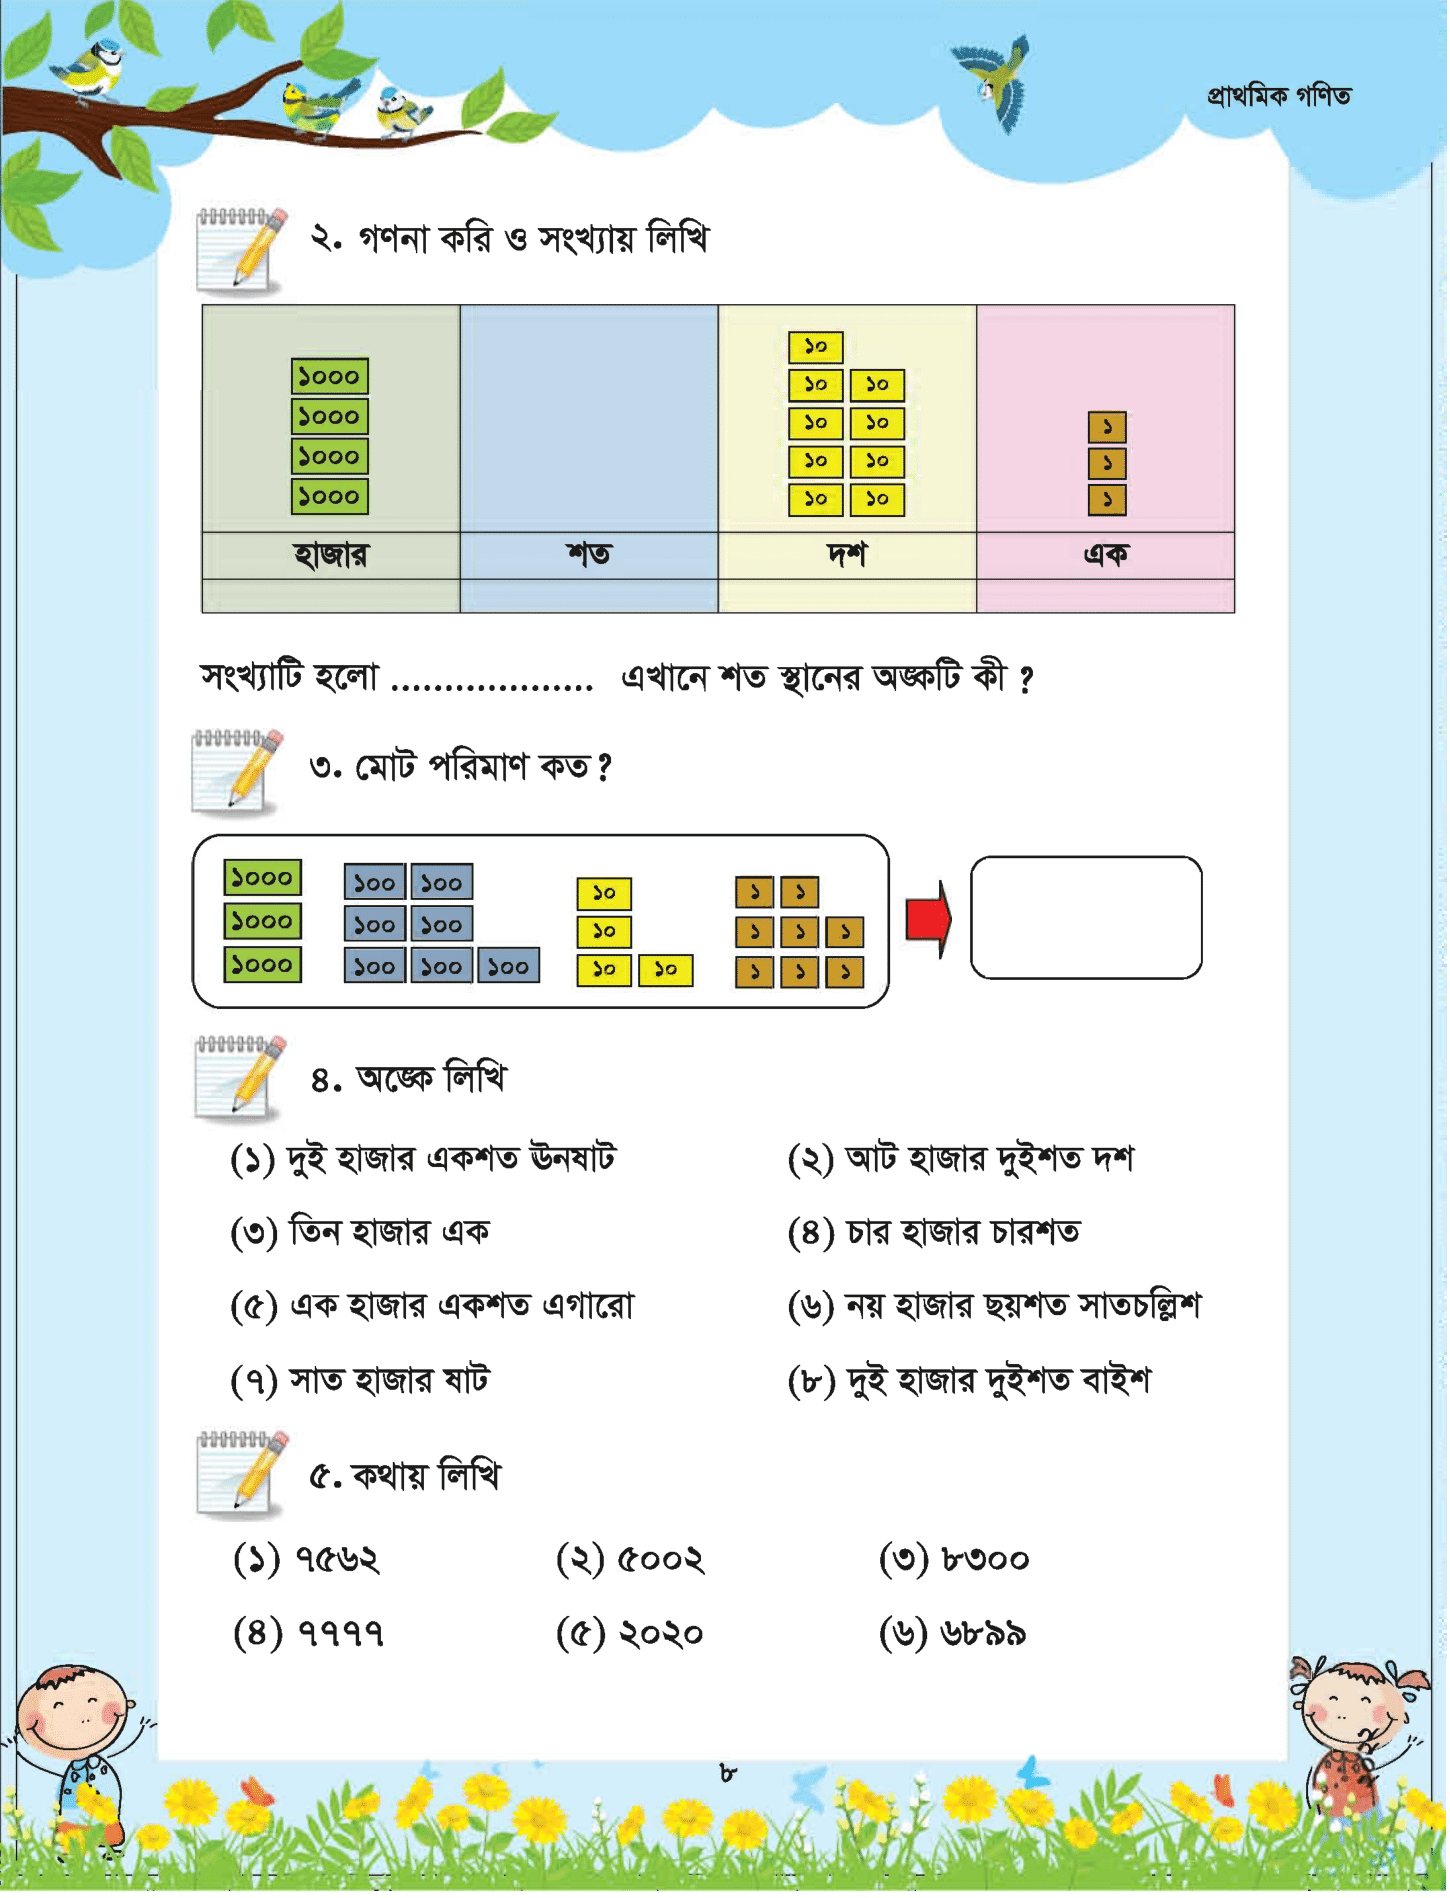 প্রাথমিক গণিত
২. গণনা করি ও সংখ্যায় লিখি
১০
১০০০ ১০ ১০
১০০০ ১০ ১০ ১
১০০০ ১০ ১০ ১
১০০০ ১০ ১০ ১
হাজার শত দশ এক
সংখ্যাটি হলো ................... এখানে শত স্থানের অঙ্কটি কী ?
৩. মোট পরিমাণ কত ?
১০০০ ১০০ ১০০ ১০ ১ ১
১০০০ ১০০ ১০০ ১০ ১ ১ ১
১০০০ ১০০ ১০০ ১০০ ১০ ১০ ১ ১ ১
৪. অঙ্কে লিখি
(১) দুই হাজার একশত ঊনষাট (২) আট হাজার দুইশত দশ
(৩) তিন হাজার এক (৪) চার হাজার চারশত
(৫) এক হাজার একশত এগারো (৬) নয় হাজার ছয়শত সাতচল্লিশ
(৭) সাত হাজার ষাট (৮) দুই হাজার দুইশত বাইশ
৫. কথায় লিখি
(১) ৭৫৬২ (২) ৫০০২ (৩) ৮৩০০
(৪) ৭৭৭৭ (৫) ২০২০ (৬) ৬৮৯৯
৮